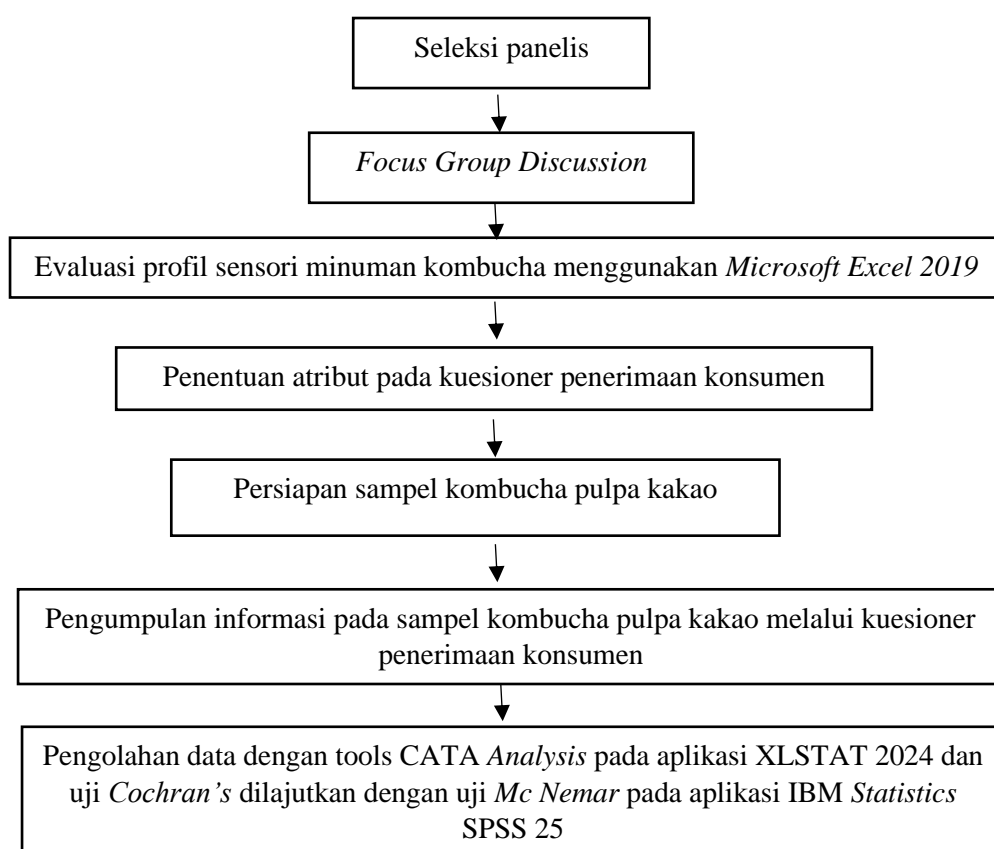 Seleksi panelis
Focus Group Discussion
Evaluasi profil sensori minuman kombucha menggunakan Microsoft Excel 2019
Penentuan atribut pada kuesioner penerimaan konsumen
Persiapan sampel kombucha pulpa kakao
Pengumpulan informasi pada sampel kombucha pulpa kakao melalui kuesioner
penerimaan konsumen
Pengolahan data dengan tools CATA Analysis pada aplikasi XLSTAT 2024 dan
uji Cochran’s dilajutkan dengan uji Mc Nemar pada aplikasi IBM Statistics
SPSS 25